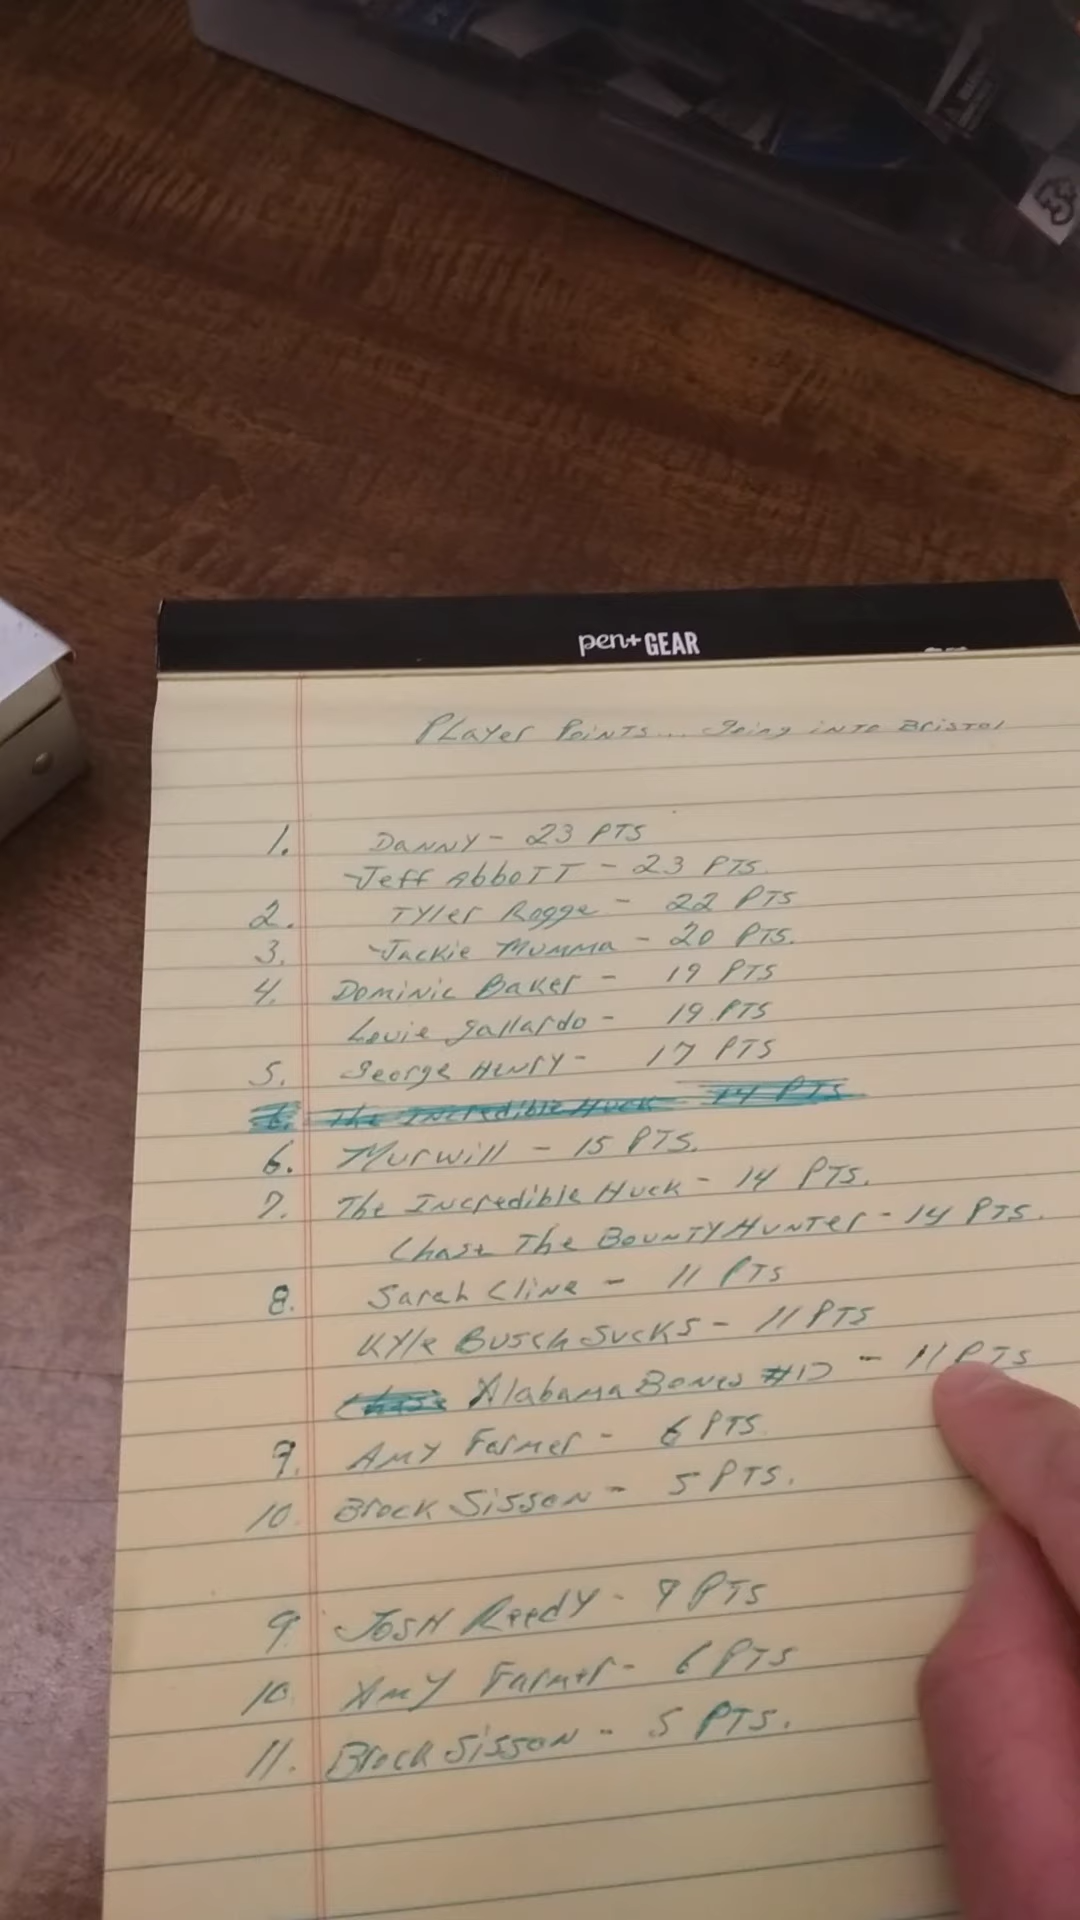 pen+GEAR
Player Points... going into Bristol
1. Danny - 23 PTS
Jeff Abbott - 23 PTS.
2. Tyler Rogge - 22 PTS
3. Jackie Mumma - 20 PTS.
4. Dominic Baker - 19 PTS
Louie Gallardo - 19 PTS
5. George Henry - 17 PTS
6. The Incredible Huck 14 PTS
6. Murwill - 15 PTS.
7. The Incredible Huck - 14 PTS.
Chase The Bounty Hunter - 14 PTS.
8. Sarah Cline - 11 PTS
Kyle Busch Sucks - 11 PTS
Chase Alabama Bones #17 - 11 PTS
9. Amy Farmer - 6 PTS
10. Brock Sisson - 5 PTS.
9. Josh Reedy - PTS
10. Amy Farmer - 6 PTS
11. Brock Sisson - 5 PTS.